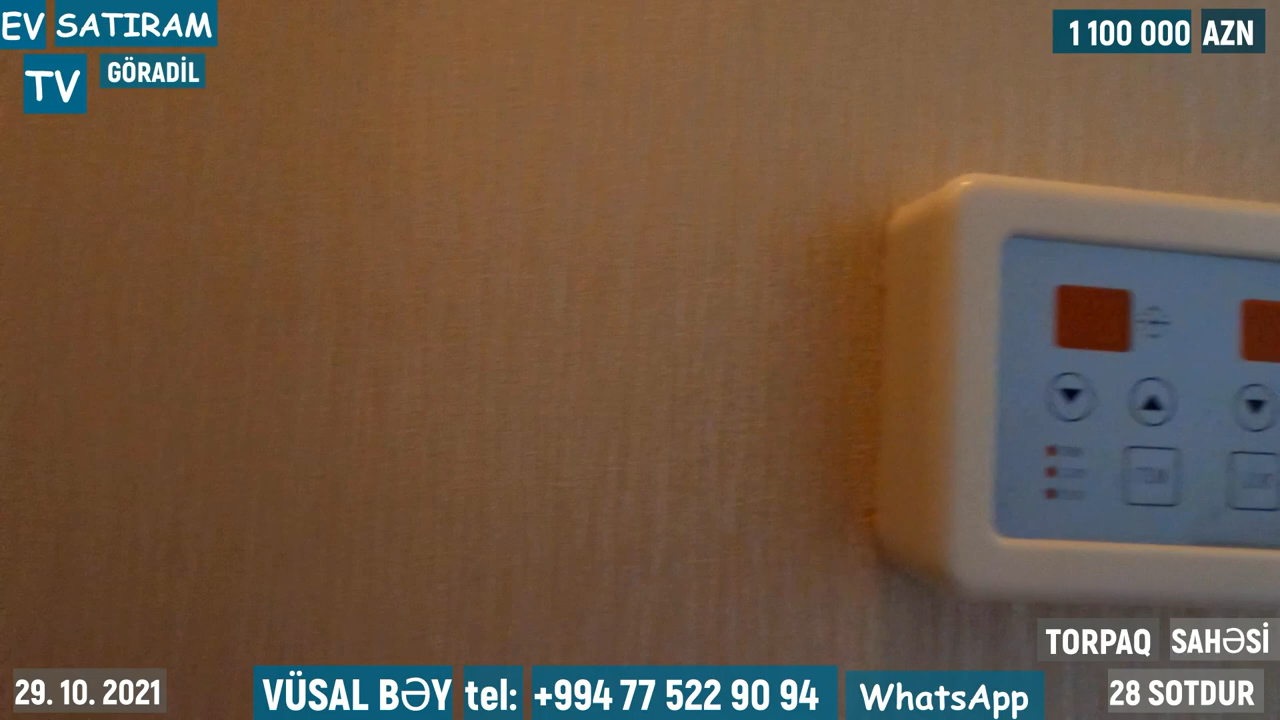 EV SATIRAM
TV GÖRADİL
1 100 000 AZN
TORPAQ SAHƏSİ
28 SOTDUR
29. 10. 2021
VÜSAL BƏY tel: +994 77 522 90 94 WhatsApp